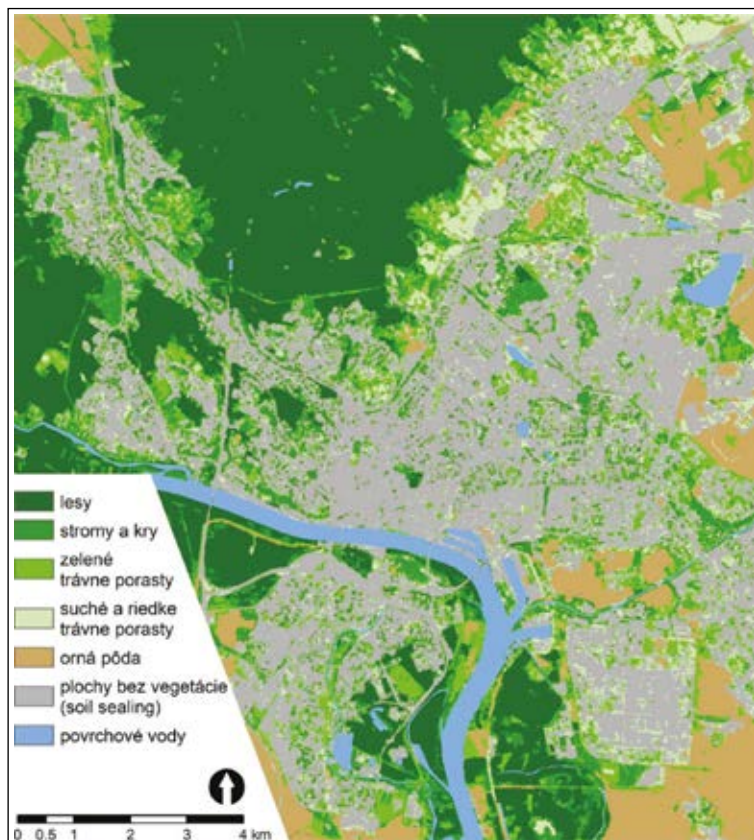 lesy
stromy a kry
zelené
trávne porasty
suché a riedke
trávne porasty
orná pôda
plochy bez vegetácie
(soil sealing)
povrchové vody
0 0.5 1 2 3 4 km